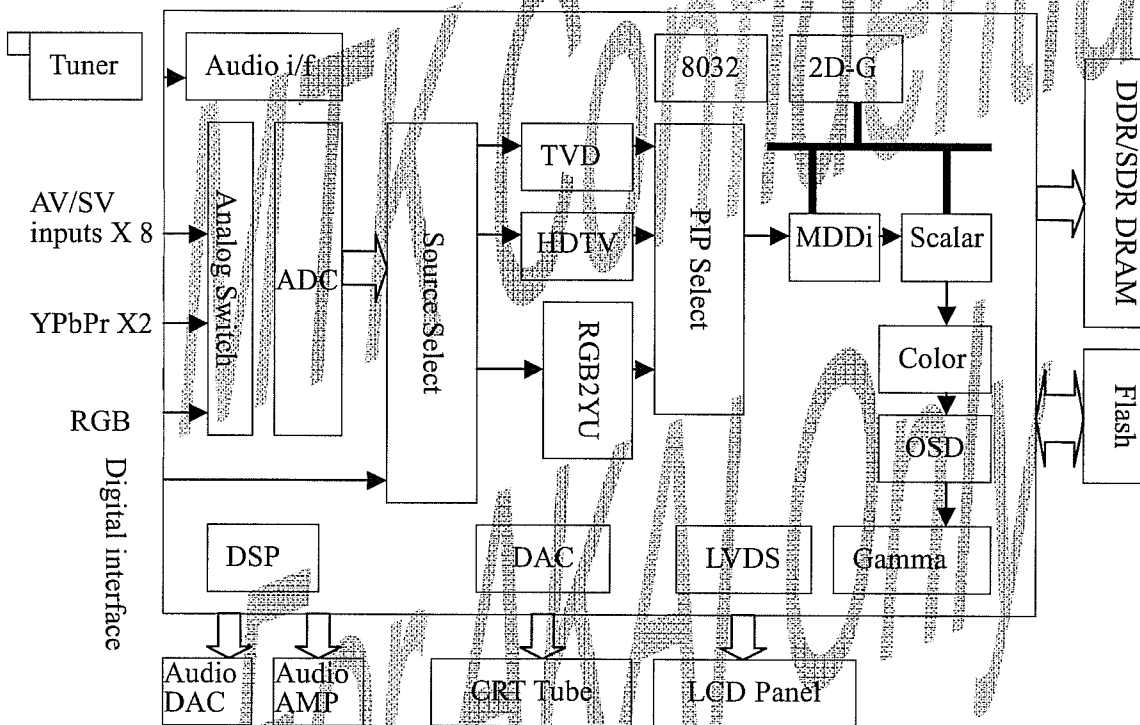 Tuner
Audio i/f
8032
2D-G
DDR/SDR DRAM
TVD
AV/SV
inputs X 8
Analog Switch
ADC
Source Select
HDTV
PIP Select
MDDi
Scalar
YPbPr X2
RGB2YU
Color
Flash
RGB
OSD
Digital interface
DSP
DAC
LVDS
Gamma
Audio
DAC
Audio
AMP
CRT Tube
LCD Panel